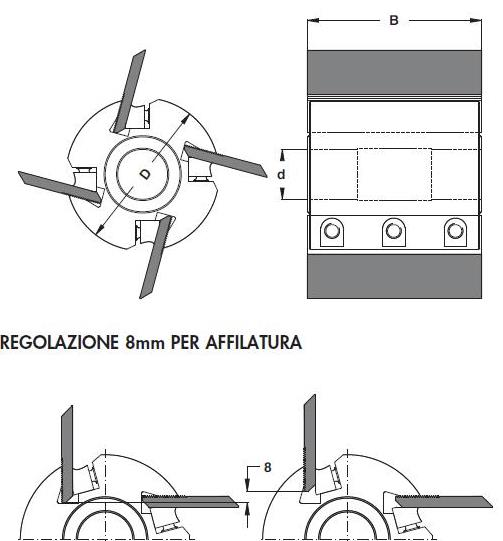 B
D
d
REGOLAZIONE 8mm PER AFFILATURA
8